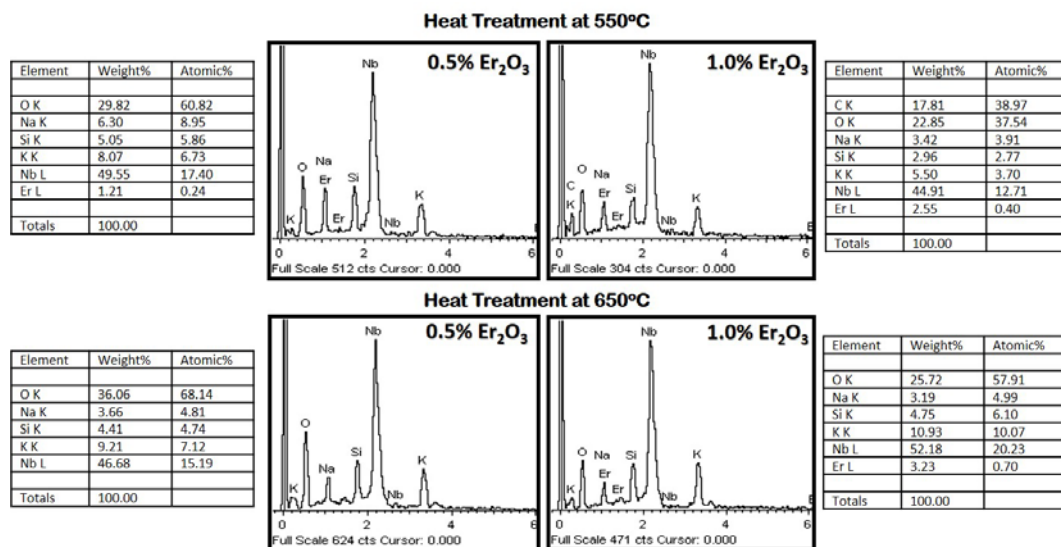 Heat Treatment at 550ºC
Element Weight% Atomic%
O K 29.82 60.82
Na K 6.30 8.95
Si K 5.05 5.86
K K 8.07 6.73
Nb L 49.55 17.40
Er L 1.21 0.24
Totals 100.00
0.5% Er₂O₃
Nb
O
Na
Er
Si
K
Er
Nb
K
0 2 4 6
Full Scale 512 cts Cursor: 0.000
1.0% Er₂O₃
Nb
O
Na
Er
Si
C
K
Er
Nb
K
0 2 4 6
Full Scale 304 cts Cursor: 0.000
Element Weight% Atomic%
C K 17.81 38.97
O K 22.85 37.54
Na K 3.42 3.91
Si K 2.96 2.77
K K 5.50 3.70
Nb L 44.91 12.71
Er L 2.55 0.40
Totals 100.00
Heat Treatment at 650ºC
Element Weight% Atomic%
O K 36.06 68.14
Na K 3.66 4.81
Si K 4.41 4.74
K K 9.21 7.12
Nb L 46.68 15.19
Totals 100.00
0.5% Er₂O₃
Nb
O
Si
Na
K
K
Nb
0 2 4 6
Full Scale 624 cts Cursor: 0.000
1.0% Er₂O₃
Nb
O
Na
Si
Er
K
K
Er
Nb
0 2 4 6
Full Scale 471 cts Cursor: 0.000
Element Weight% Atomic%
O K 25.72 57.91
Na K 3.19 4.99
Si K 4.75 6.10
K K 10.93 10.07
Nb L 52.18 20.23
Er L 3.23 0.70
Totals 100.00